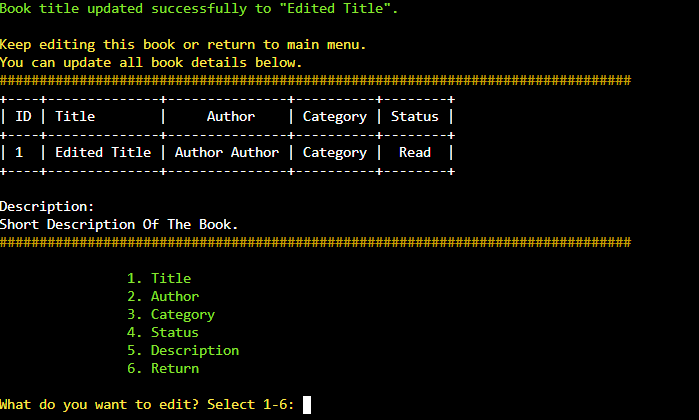 Book title updated successfully to "Edited Title".
Keep editing this book or return to main menu.
You can update all book details below.
###############################################################################
+----+--------------+---------------+----------+--------+
| ID | Title        |     Author    | Category | Status |
+----+--------------+---------------+----------+--------+
| 1  | Edited Title | Author Author | Category |  Read  |
+----+--------------+---------------+----------+--------+
Description:
Short Description Of The Book.
###############################################################################
1. Title
2. Author
3. Category
4. Status
5. Description
6. Return
What do you want to edit? Select 1-6: